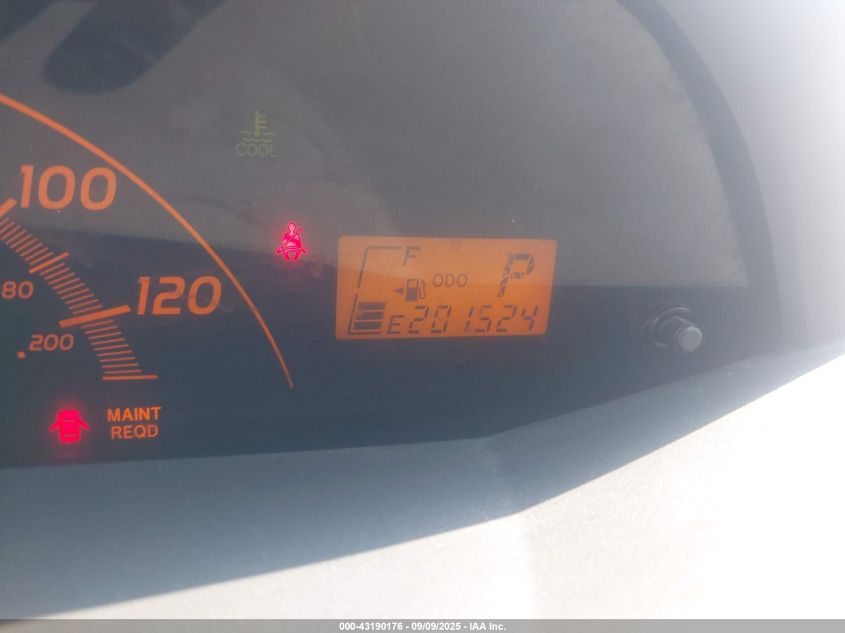 COOL
100
80
120
200
F
ODO
P
E
201524
MAINT
REQD
000-43190176 - 09/09/2025 - IAA Inc.